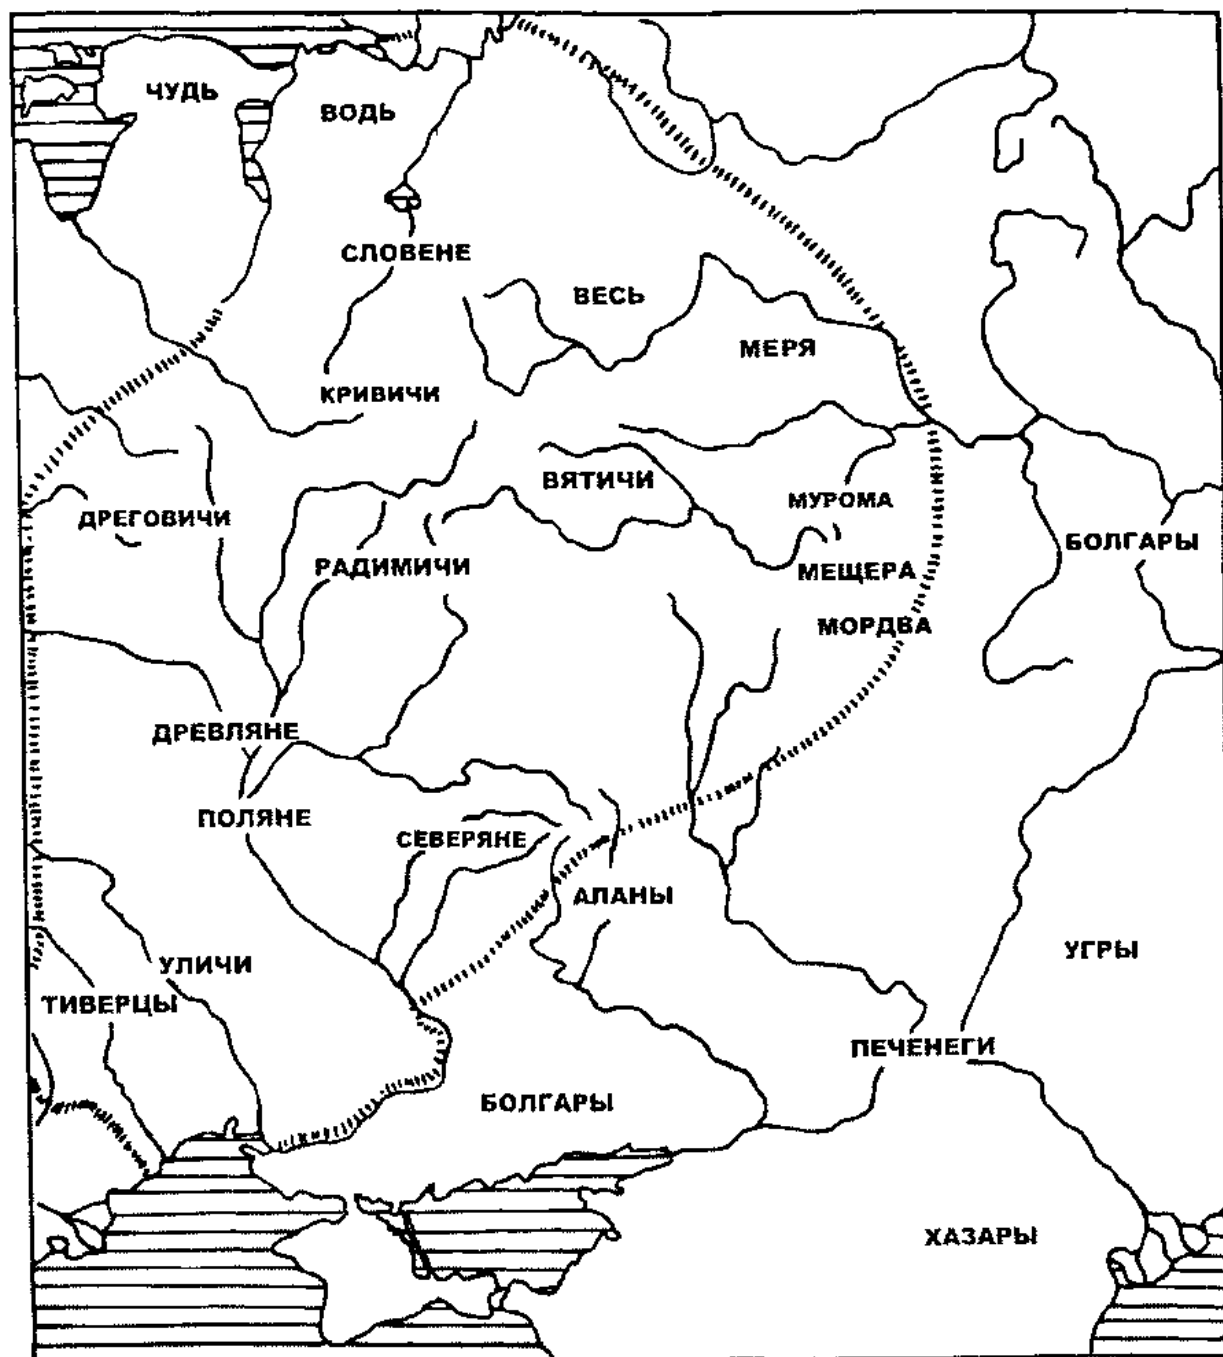 ЧУДЬ
ВОДЬ
СЛОВЕНЕ
ВЕСЬ
МЕРЯ
КРИВИЧИ
ВЯТИЧИ
МУРОМА
ДРЕГОВИЧИ
БОЛГАРЫ
РАДИМИЧИ
МЕЩЕРА
МОРДВА
ДРЕВЛЯНЕ
ПОЛЯНЕ
СЕВЕРЯНЕ
АЛАНЫ
УГРЫ
УЛИЧИ
ТИВЕРЦЫ
ПЕЧЕНЕГИ
БОЛГАРЫ
ХАЗАРЫ